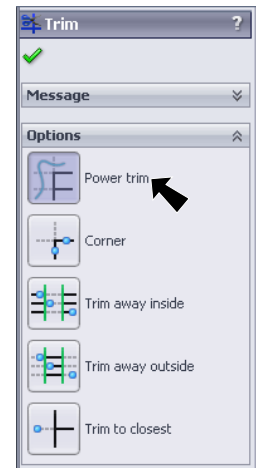 Trim ?
Message
Options
Power trim
Corner
Trim away inside
Trim away outside
Trim to closest